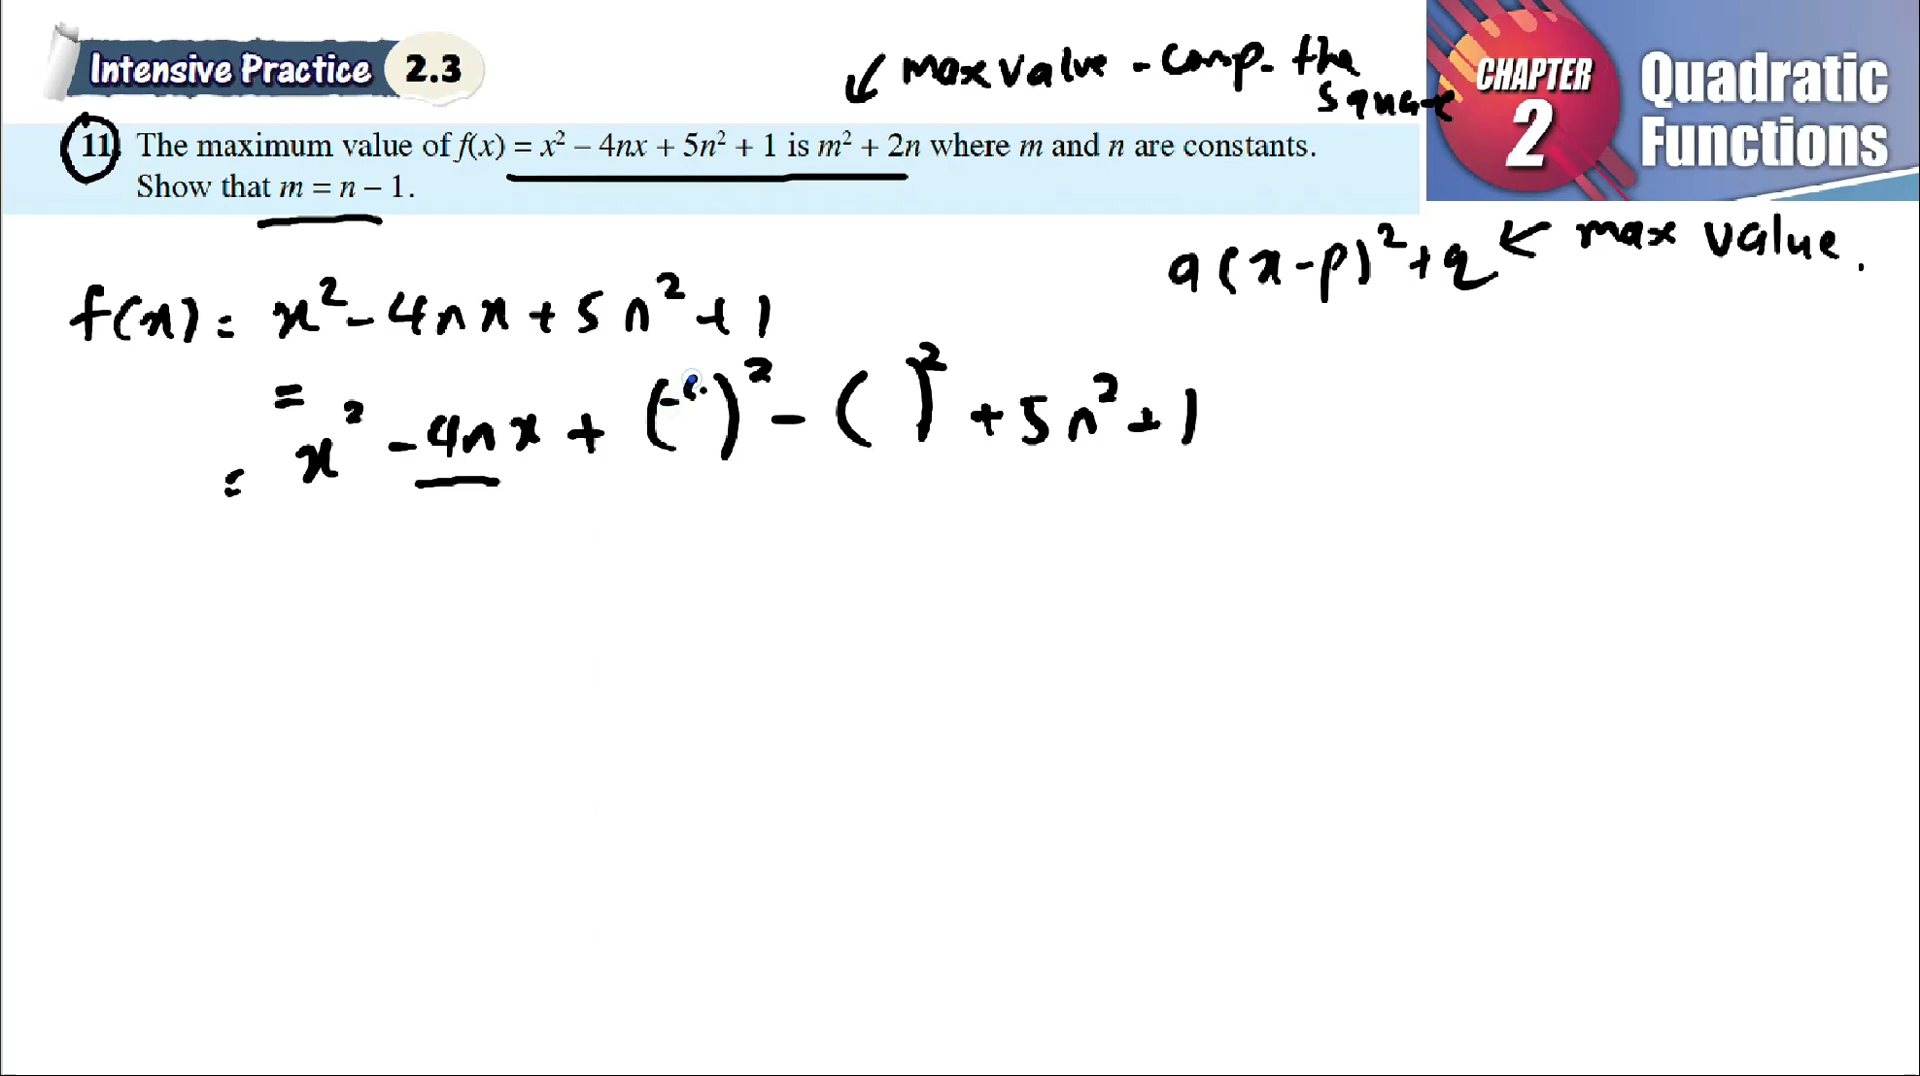 Intensive Practice 2.3
max value - comp. the
square
CHAPTER
2
Quadratic
Functions
11. The maximum value of f(x) = x² – 4nx + 5n² + 1 is m² + 2n where m and n are constants.
Show that m = n – 1.
a(x-p)²+q ← max value.
f(x) = x² - 4nx + 5n² + 1
=
= x² - 4nx + (- )² - ( )² + 5n² + 1